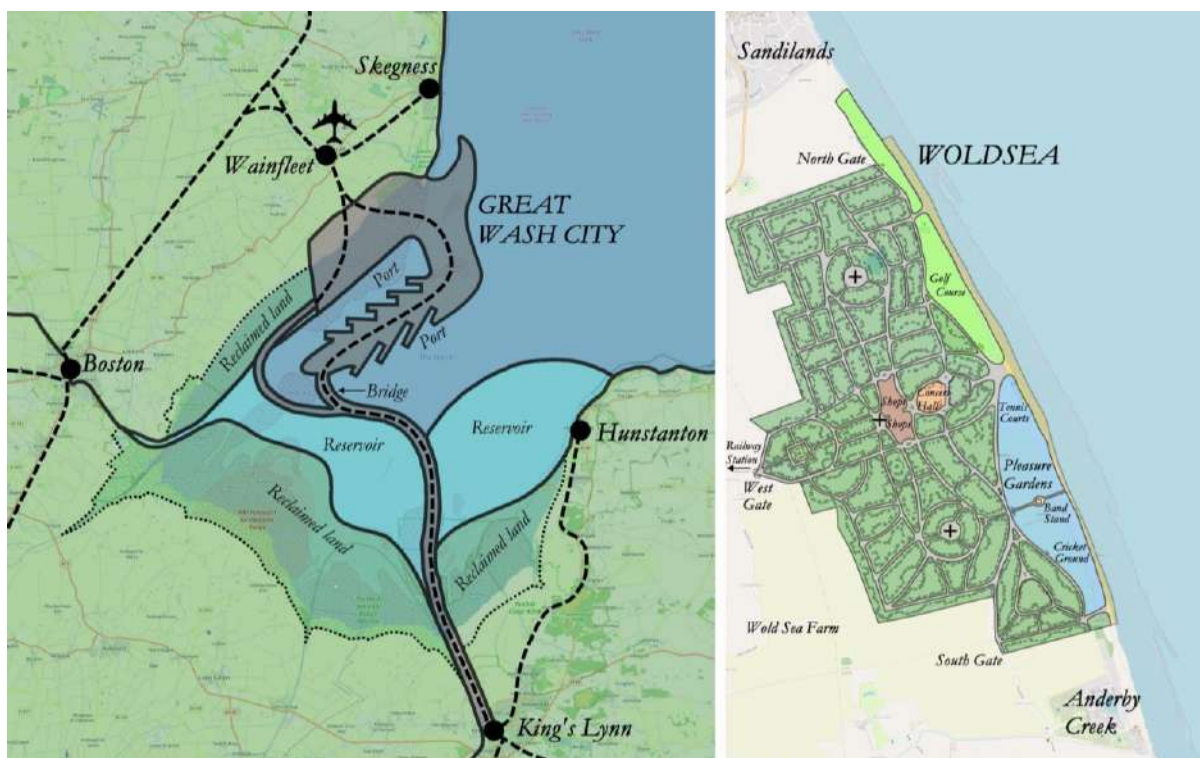 Skegness
Wainfleet
GREAT
WASH CITY
Port
Reclaimed land
Port
Boston
Bridge
Reservoir
Reservoir
Hunstanton
Reclaimed land
Reclaimed land
King's Lynn
Sandilands
WOLDSEA
North Gate
Golf
Course
Shops
Concert
Hall
Shops
Tennis
Courts
Railway
Station
West
Gate
Pleasure
Gardens
Band
Stand
Cricket
Ground
Wold Sea Farm
South Gate
Anderby
Creek